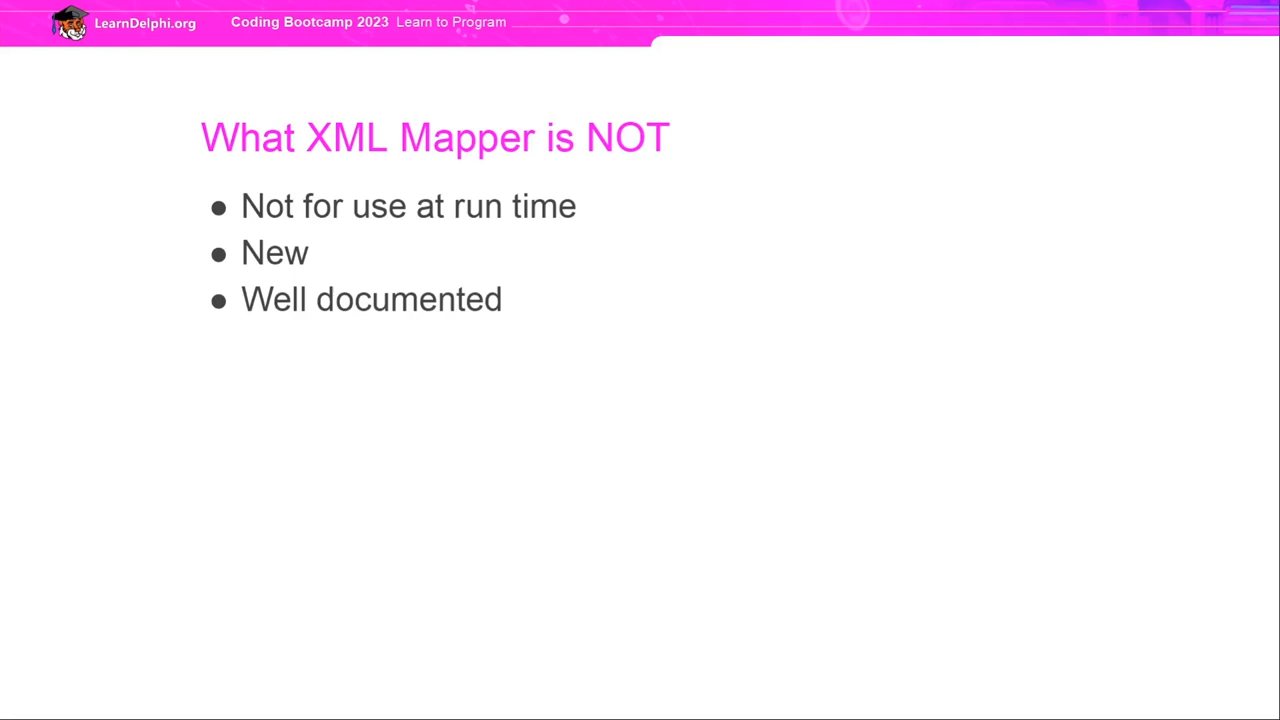 LearnDelphi.org Coding Bootcamp 2023 Learn to Program
What XML Mapper is NOT
● Not for use at run time
● New
● Well documented